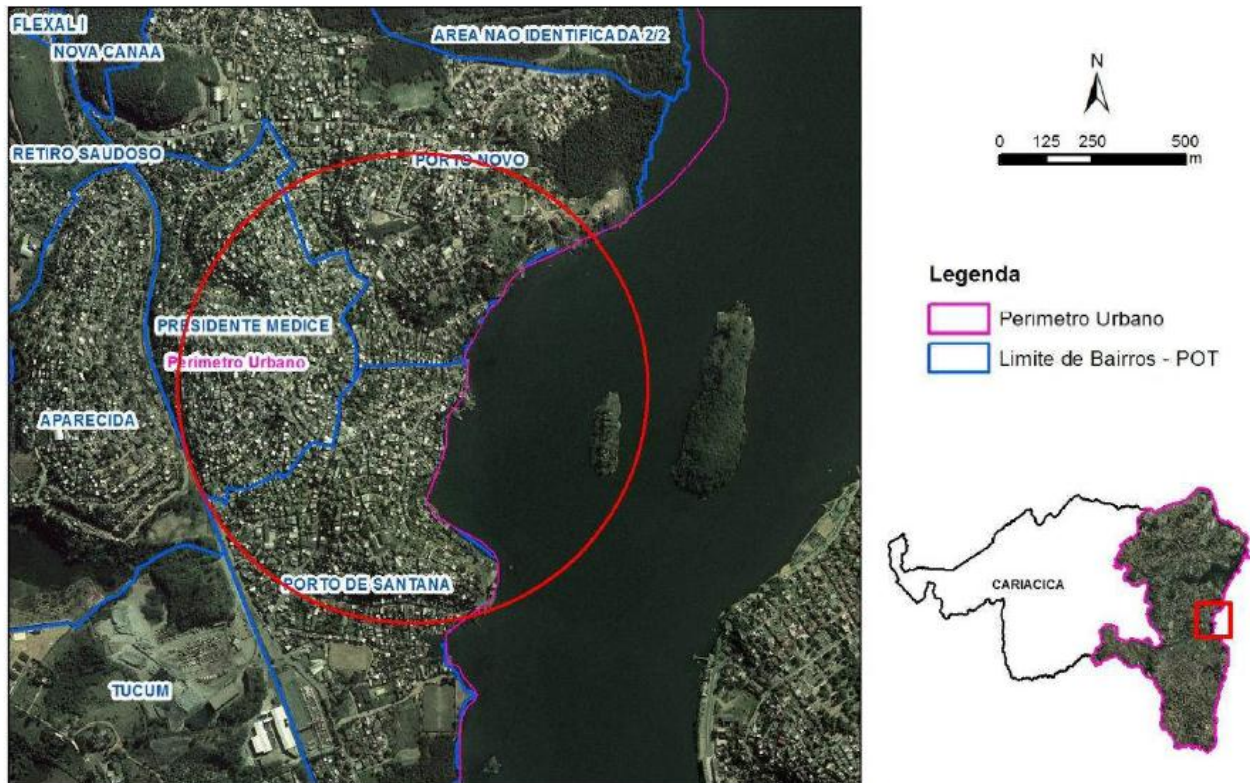 FLEXAL I
NOVA CANAA
AREA NAO IDENTIFICADA 2/2
RETIRO SAUDOSO
PORTO NOVO
PRESIDENTE MEDICE
Perimetro Urbano
APARECIDA
PORTO DE SANTANA
TUCUM
N
0 125 250 500
m
Legenda
Perimetro Urbano
Limite de Bairros - POT
CARIACICA